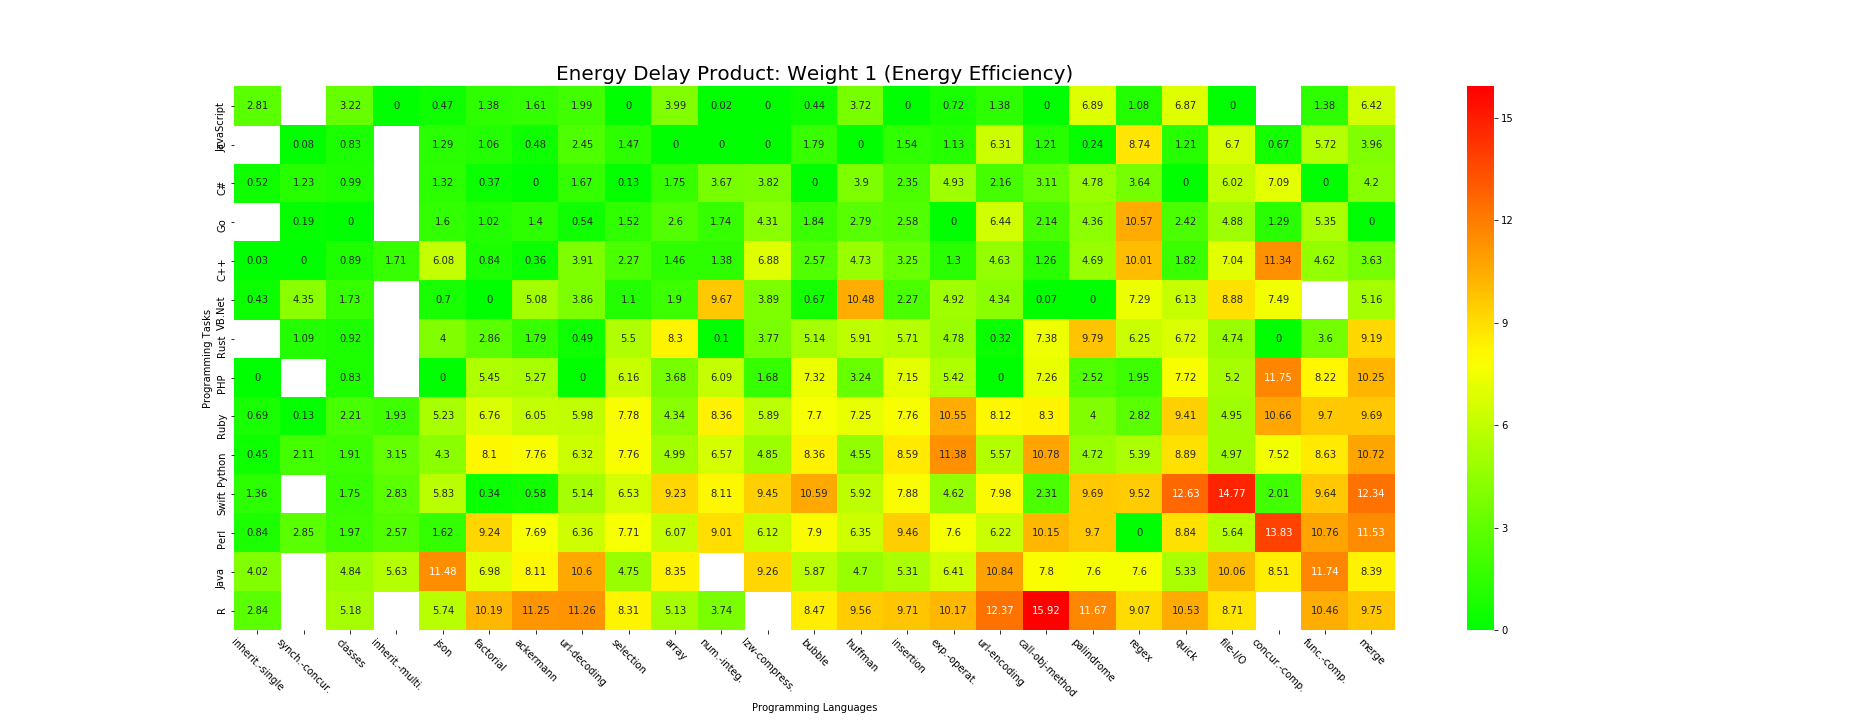 Energy Delay Product: Weight 1 (Energy Efficiency)
JavaScript 2.81 3.22 0 0.47 1.38 1.61 1.99 0 3.99 0.02 0 0.44 3.72 0 0.72 1.38 0 6.89 1.08 6.87 0 1.38 6.42
C 0.08 0.83 1.29 1.06 0.48 2.45 1.47 0 0 0 1.79 0 1.54 1.13 6.31 1.21 0.24 8.74 1.21 6.7 0.67 5.72 3.96
C# 0.52 1.23 0.99 1.32 0.37 0 1.67 0.13 1.75 3.67 3.82 0 3.9 2.35 4.93 2.16 3.11 4.78 3.64 0 6.02 7.09 0 4.2
Go 0.19 0 1.6 1.02 1.4 0.54 1.52 2.6 1.74 4.31 1.84 2.79 2.58 0 6.44 2.14 4.36 10.57 2.42 4.88 1.29 5.35 0
C++ 0.03 0 0.89 1.71 6.08 0.84 0.36 3.91 2.27 1.46 1.38 6.88 2.57 4.73 3.25 1.3 4.63 1.26 4.69 10.01 1.82 7.04 11.34 4.62 3.63
VB.Net 0.43 4.35 1.73 0.7 0 5.08 3.86 1.1 1.9 9.67 3.89 0.67 10.48 2.27 4.92 4.34 0.07 0 7.29 6.13 8.88 7.49 5.16
Rust 1.09 0.92 4 2.86 1.79 0.49 5.5 8.3 0.1 3.77 5.14 5.91 5.71 4.78 0.32 7.38 9.79 6.25 6.72 4.74 0 3.6 9.19
PHP 0 0.83 0 5.45 5.27 0 6.16 3.68 6.09 1.68 7.32 3.24 7.15 5.42 0 7.26 2.52 1.95 7.72 5.2 11.75 8.22 10.25
Ruby 0.69 0.13 2.21 1.93 5.23 6.76 6.05 5.98 7.78 4.34 8.36 5.89 7.7 7.25 7.76 10.55 8.12 8.3 4 2.82 9.41 4.95 10.66 9.7 9.69
Python 0.45 2.11 1.91 3.15 4.3 8.1 7.76 6.32 7.76 4.99 6.57 4.85 8.36 4.55 8.59 11.38 5.57 10.78 4.72 5.39 8.89 4.97 7.52 8.63 10.72
Swift 1.36 1.75 2.83 5.83 0.34 0.58 5.14 6.53 9.23 8.11 9.45 10.59 5.92 7.88 4.62 7.98 2.31 9.69 9.52 12.63 14.77 2.01 9.64 12.34
Perl 0.84 2.85 1.97 2.57 1.62 9.24 7.69 6.36 7.71 6.07 9.01 6.12 7.9 6.35 9.46 7.6 6.22 10.15 9.7 0 8.84 5.64 13.83 10.76 11.53
Java 4.02 4.84 5.63 11.48 6.98 8.11 10.6 4.75 8.35 9.26 5.87 4.7 5.31 6.41 10.84 7.8 7.6 7.6 5.33 10.06 8.51 11.74 8.39
R 2.84 5.18 5.74 10.19 11.25 11.26 8.31 5.13 3.74 8.47 9.56 9.71 10.17 12.37 15.92 11.67 9.07 10.53 8.71 10.46 9.75
Programming Tasks
inherit.-single synch.-concur. classes inherit.-multi. json factorial ackermann url-decoding selection array num.-integ. lzw-compress. bubble huffman insertion exp.-operat. url-encoding call-obj-method palindrome regex quick file-I/O concur.-comp. func.-comp. merge
Programming Languages
15
12
9
6
3
0